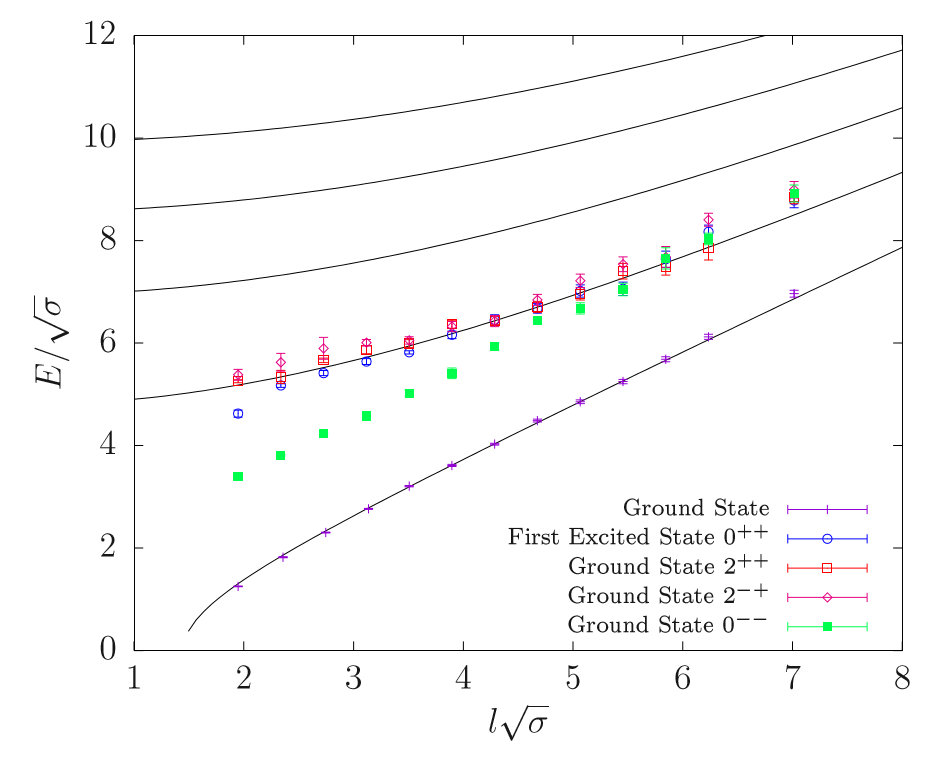 12
10
8
6
4
2
0
E/√σ
1 2 3 4 5 6 7 8
l√σ
Ground State
First Excited State 0⁺⁺
Ground State 2⁺⁺
Ground State 2⁻⁺
Ground State 0⁻⁻